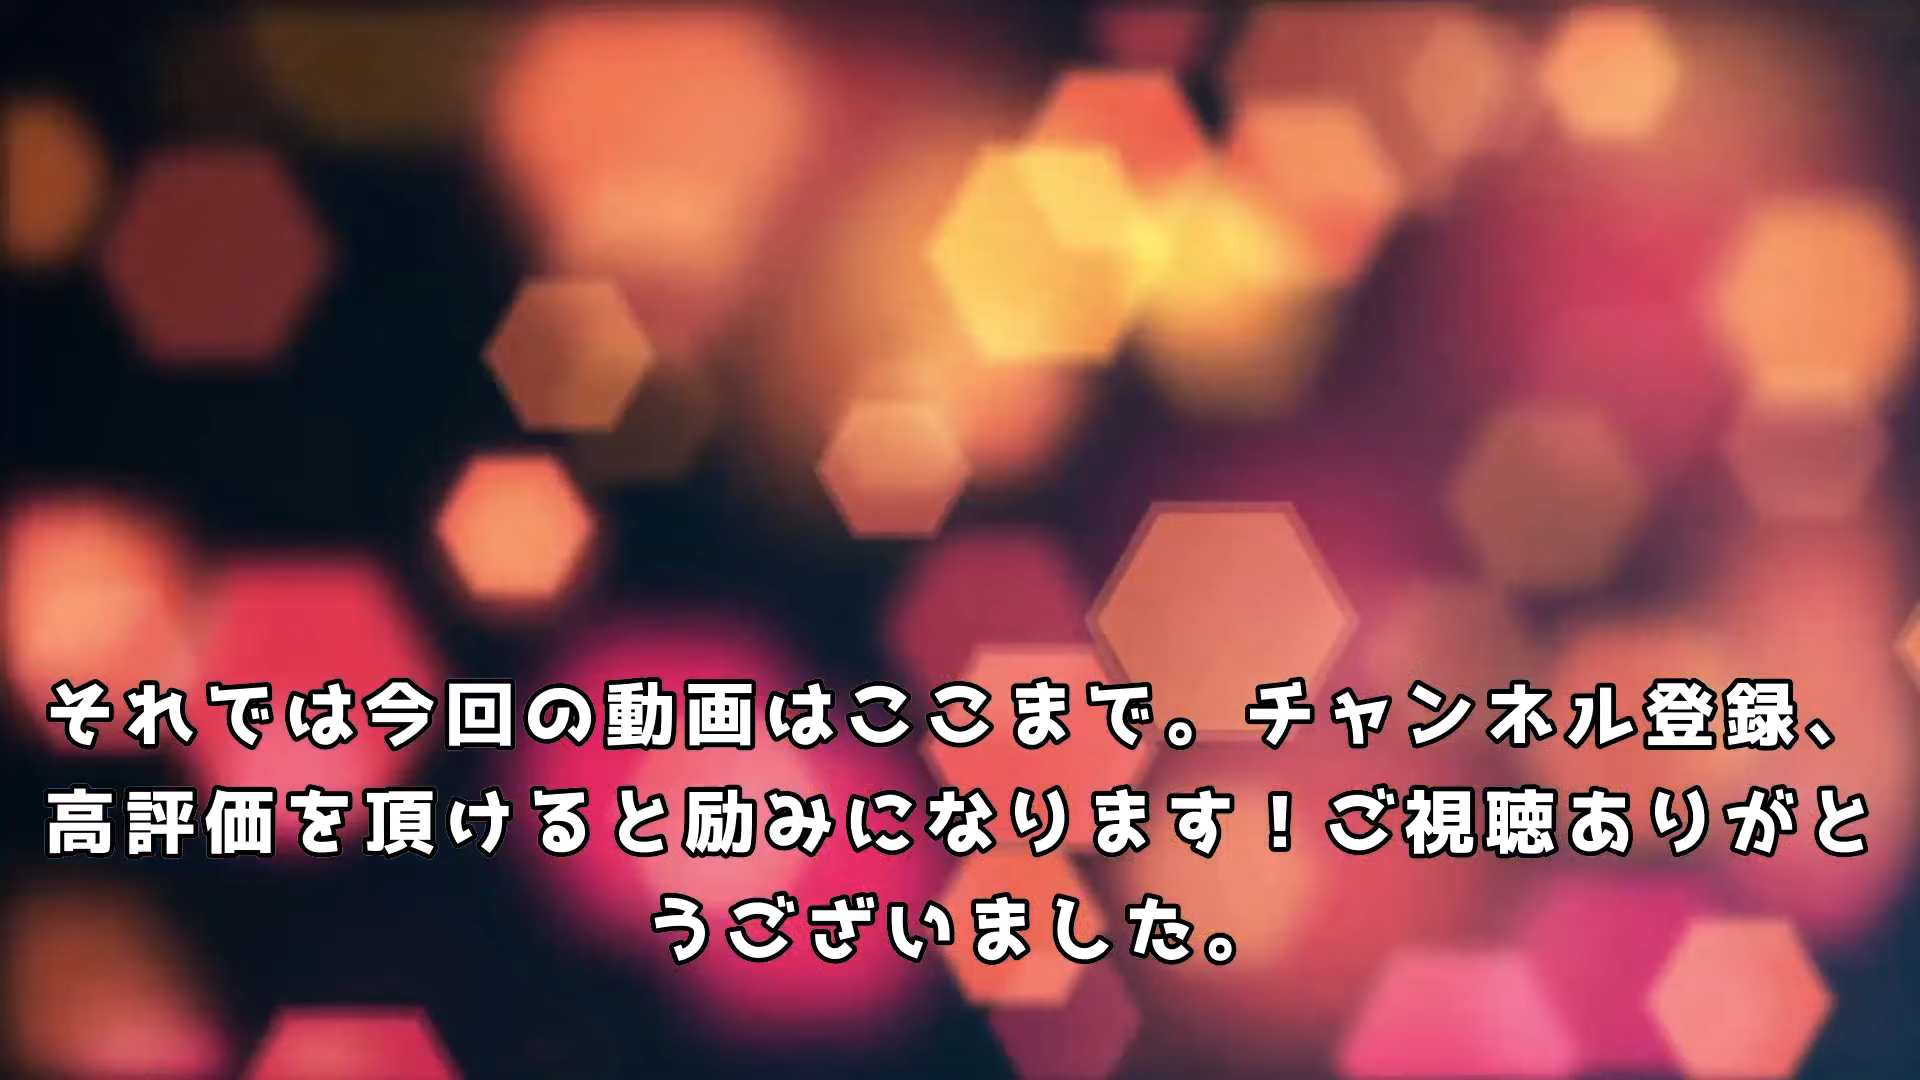 それでは今回の動画はここまで。チャンネル登録、
高評価を頂けると励みになります！ご視聴ありがと
うございました。